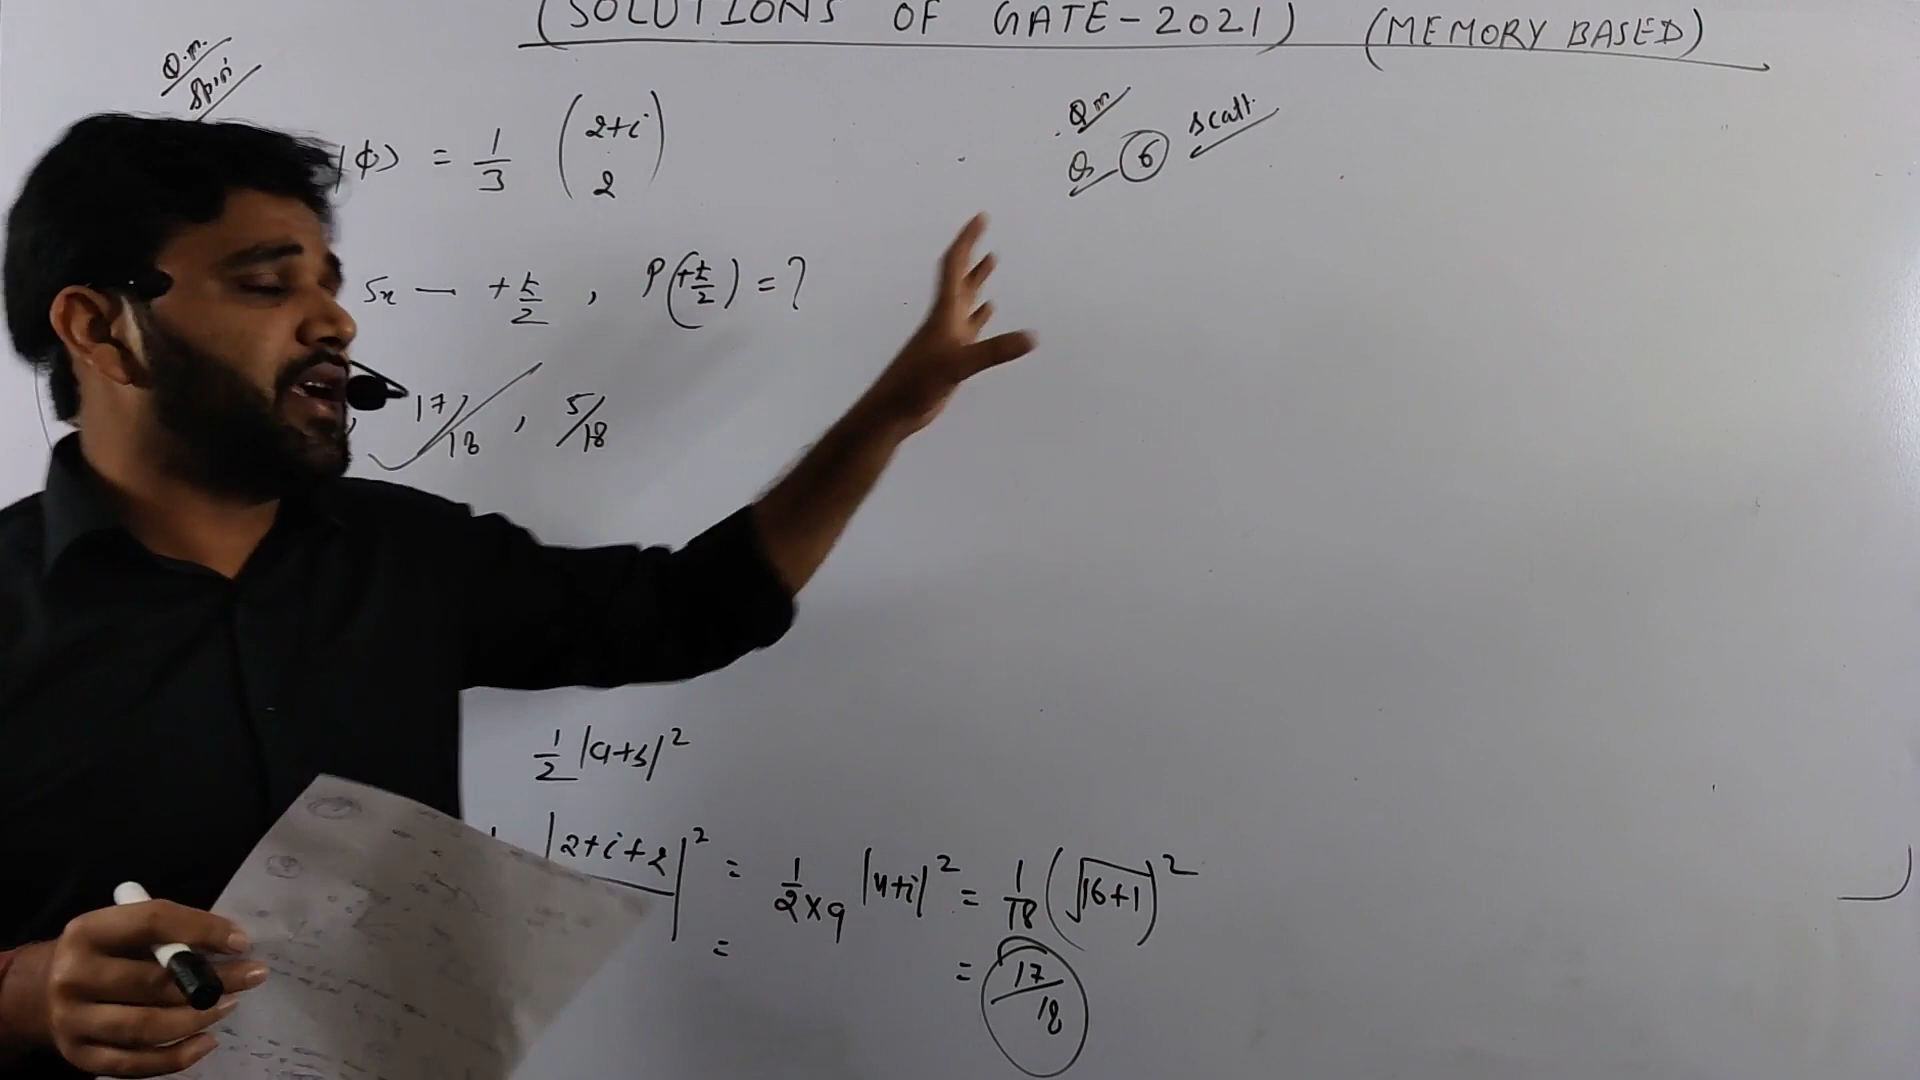 (SOLUTIONS OF GATE-2021) (MEMORY BASED)
Q.m.
Spin
|ϕ⟩ = 1/3 (2+i
2)
Sx — +ℏ/2 , P(+ℏ/2) = ?
, 17/18 , 5/18
1/2 |a+b|²
|2+i+2|² = 1/2×9 |4+i|² = 1/18 (√16+1)²
=
= 17/18
Qm
Q 6 scatt.